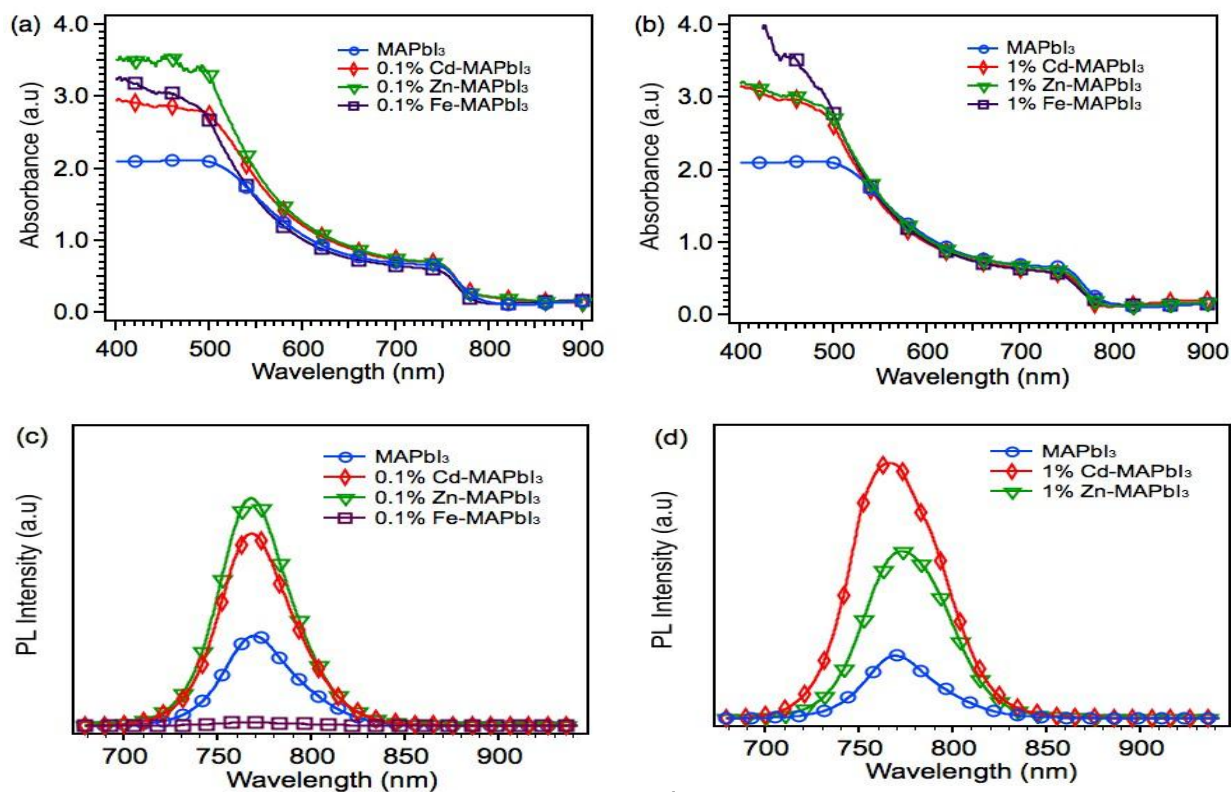 (a)
4.0
3.0
2.0
1.0
0.0
Absorbance (a.u)
MAPbI₃
0.1% Cd-MAPbI₃
0.1% Zn-MAPbI₃
0.1% Fe-MAPbI₃
400 500 600 700 800 900
Wavelength (nm)
(b)
4.0
3.0
2.0
1.0
0.0
Absorbance (a.u)
MAPbI₃
1% Cd-MAPbI₃
1% Zn-MAPbI₃
1% Fe-MAPbI₃
400 500 600 700 800 900
Wavelength (nm)
(c)
PL Intensity (a.u)
MAPbI₃
0.1% Cd-MAPbI₃
0.1% Zn-MAPbI₃
0.1% Fe-MAPbI₃
700 750 800 850 900
Wavelength (nm)
(d)
PL Intensity (a.u)
MAPbI₃
1% Cd-MAPbI₃
1% Zn-MAPbI₃
700 750 800 850 900
Wavelength (nm)